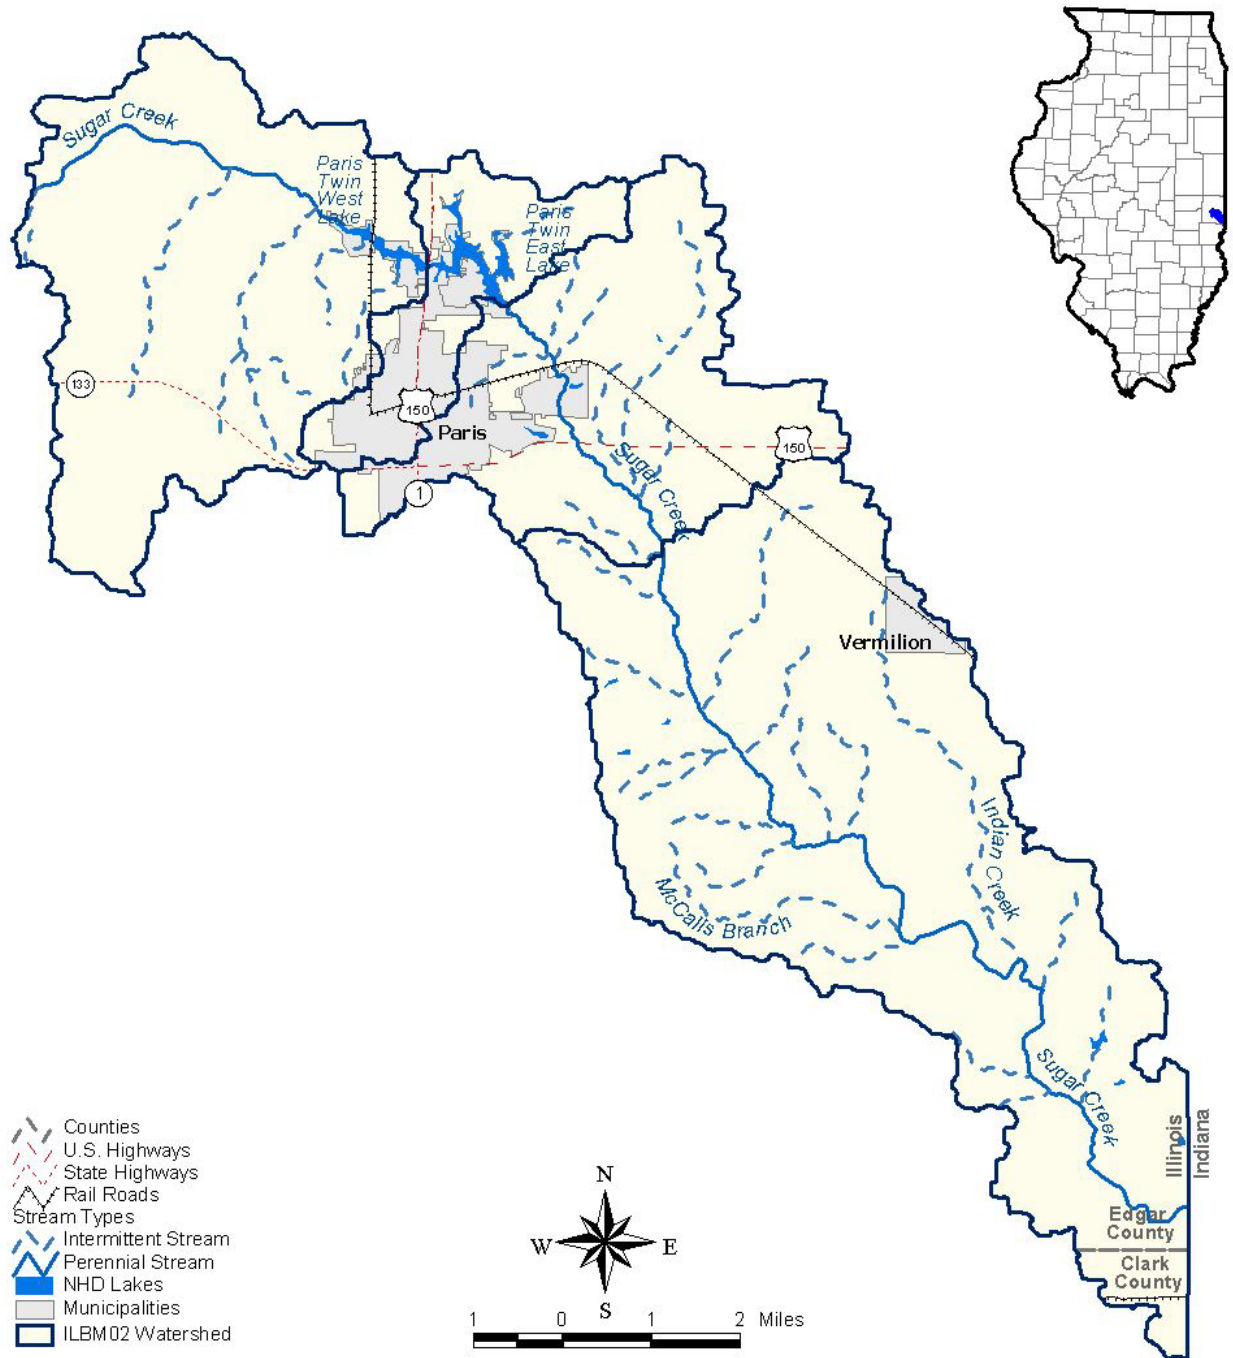 Sugar Creek
Paris
Twin
West
Lake
Paris
Twin
East
Lake
133
150
Paris
150
1
Sugar Creek
Vermilion
Indian Creek
McCalls Branch
Sugar Creek
Illinois
Indiana
Edgar
County
Clark
County
Counties
U.S. Highways
State Highways
Rail Roads
Stream Types
Intermittent Stream
Perennial Stream
NHD Lakes
Municipalities
ILBM02 Watershed
N
W E
S
1 0 1 2 Miles